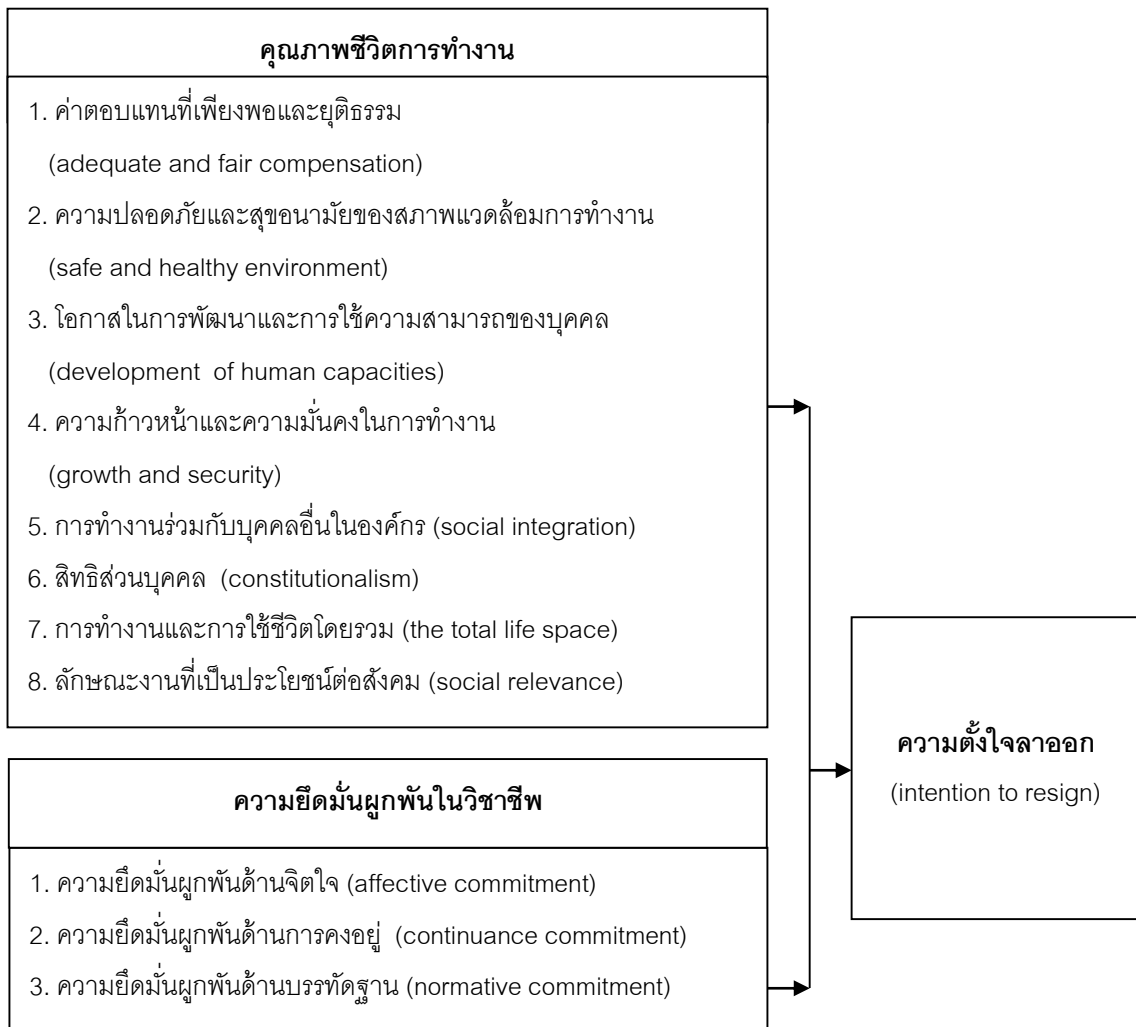 คุณภาพชีวิตการทำงาน
1. ค่าตอบแทนที่เพียงพอและยุติธรรม
(adequate and fair compensation)
2. ความปลอดภัยและสุขอนามัยของสภาพแวดล้อมการทำงาน
(safe and healthy environment)
3. โอกาสในการพัฒนาและการใช้ความสามารถของบุคคล
(development of human capacities)
4. ความก้าวหน้าและความมั่นคงในการทำงาน
(growth and security)
5. การทำงานร่วมกับบุคคลอื่นในองค์กร (social integration)
6. สิทธิส่วนบุคคล (constitutionalism)
7. การทำงานและการใช้ชีวิตโดยรวม (the total life space)
8. ลักษณะงานที่เป็นประโยชน์ต่อสังคม (social relevance)
ความยึดมั่นผูกพันในวิชาชีพ
1. ความยึดมั่นผูกพันด้านจิตใจ (affective commitment)
2. ความยึดมั่นผูกพันด้านการคงอยู่ (continuance commitment)
3. ความยึดมั่นผูกพันด้านบรรทัดฐาน (normative commitment)
ความตั้งใจลาออก
(intention to resign)